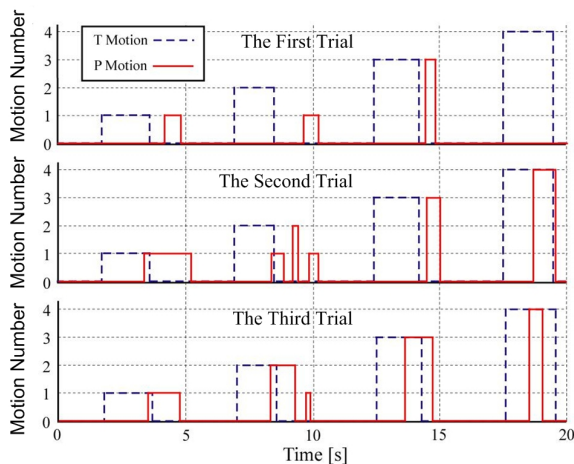 T Motion
P Motion
The First Trial
Motion Number
4
3
2
1
0
The Second Trial
Motion Number
4
3
2
1
0
The Third Trial
Motion Number
4
3
2
1
0
0 5 10 15 20
Time [s]